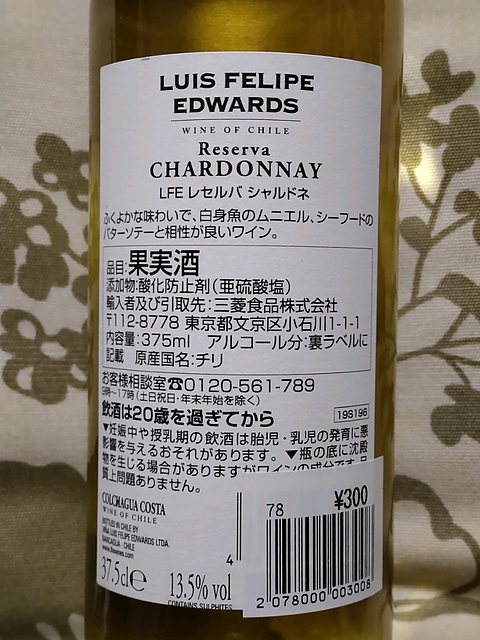 LUIS FELIPE
EDWARDS
WINE OF CHILE
Reserva
CHARDONNAY
LFE レセルバ シャルドネ
ふくよかな味わいで、白身魚のムニエル、シーフードの
バターソテーと相性が良いワイン。
品目:果実酒
添加物:酸化防止剤(亜硫酸塩)
輸入者及び引取先:三菱食品株式会社
〒112-8778 東京都文京区小石川1-1-1
内容量:375ml アルコール分:裏ラベルに
記載 原産国名:チリ
お客様相談室☎0120-561-789
9時~17時(土日祝日・年末年始を除く)
飲酒は20歳を過ぎてから
19S196
▼妊娠中や授乳期の飲酒は胎児・乳児の発育に悪
影響を与えるおそれがあります。▼瓶の底に沈殿
物を生じる場合がありますがワインの成分です。品
質上問題ありません。
COLCHAGUA COSTA
WINE OF CHILE
BOTTLED IN CHILE BY
VIÑA LUIS FELIPE EDWARDS LTDA.
NANCAGUA - CHILE
www.lfewines.com
37.5cl e
13.5% vol
CONTAINS SULPHITES
4
78
¥300
2 078000 003008